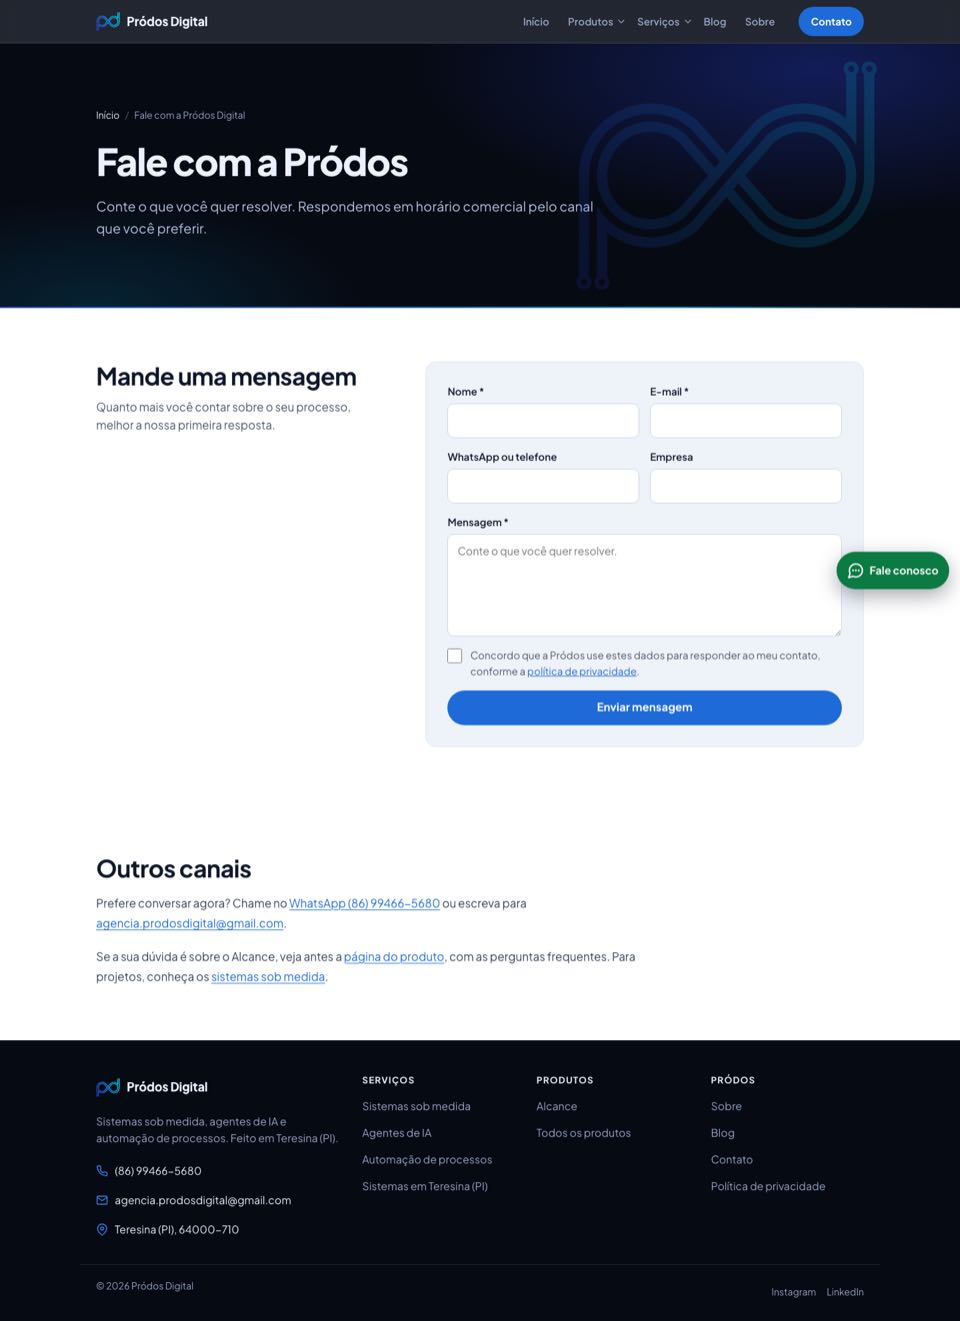 Pródos Digital
Início
Produtos
Serviços
Blog
Sobre
Contato
Início / Fale com a Pródos Digital
Fale com a Pródos
Conte o que você quer resolver. Respondemos em horário comercial pelo canal
que você preferir.
Mande uma mensagem
Quanto mais você contar sobre o seu processo,
melhor a nossa primeira resposta.
Nome *
E-mail *
WhatsApp ou telefone
Empresa
Mensagem *
Conte o que você quer resolver.
Fale conosco
Concordo que a Pródos use estes dados para responder ao meu contato,
conforme a política de privacidade.
Enviar mensagem
Outros canais
Prefere conversar agora? Chame no WhatsApp (86) 99466-5680 ou escreva para
agencia.prodosdigital@gmail.com.
Se a sua dúvida é sobre o Alcance, veja antes a página do produto, com as perguntas frequentes. Para
projetos, conheça os sistemas sob medida.
Pródos Digital
Sistemas sob medida, agentes de IA e
automação de processos. Feito em Teresina (PI).
(86) 99466-5680
agencia.prodosdigital@gmail.com
Teresina (PI), 64000-710
SERVIÇOS
Sistemas sob medida
Agentes de IA
Automação de processos
Sistemas em Teresina (PI)
PRODUTOS
Alcance
Todos os produtos
PRÓDOS
Sobre
Blog
Contato
Política de privacidade
© 2026 Pródos Digital
Instagram
LinkedIn